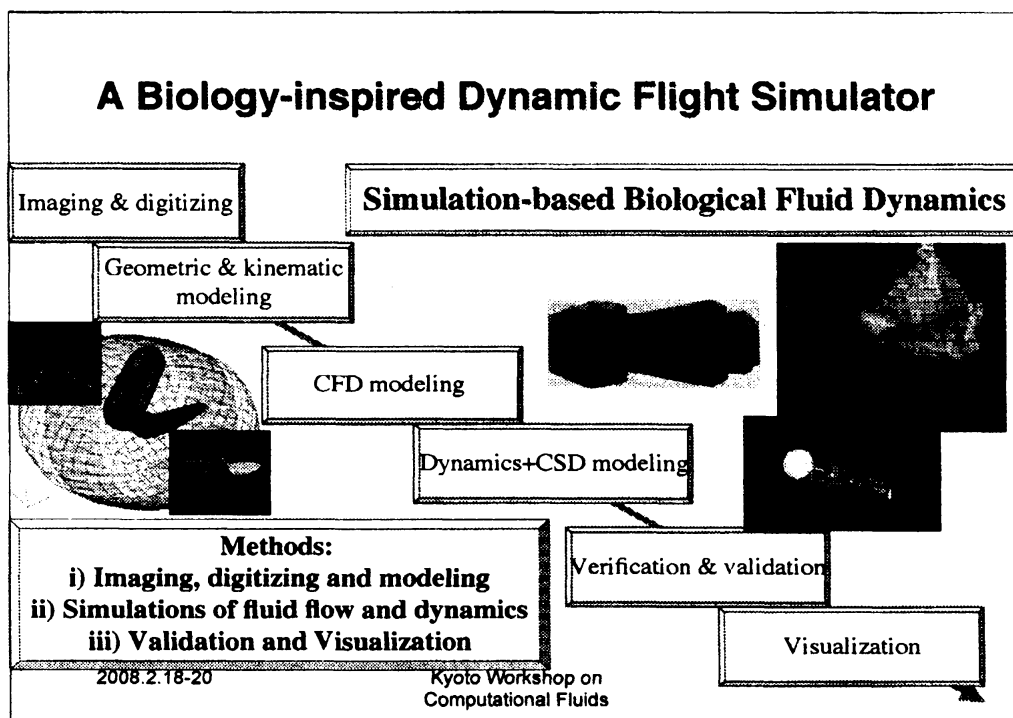 A Biology-inspired Dynamic Flight Simulator
Imaging & digitizing
Simulation-based Biological Fluid Dynamics
Geometric & kinematic
modeling
CFD modeling
Dynamics+CSD modeling
Methods:
i) Imaging, digitizing and modeling
ii) Simulations of fluid flow and dynamics
iii) Validation and Visualization
Verification & validation
Visualization
2008.2.18-20
Kyoto Workshop on
Computational Fluids